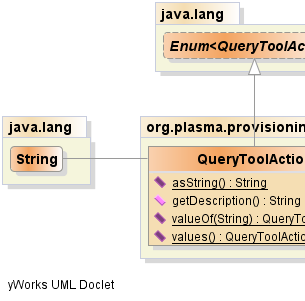 java.lang
Enum<QueryToolAc
java.lang
org.plasma.provisionin
String
QueryToolActio
asString() : String
getDescription() : String
valueOf(String) : QueryTo
values() : QueryToolActio
yWorks UML Doclet